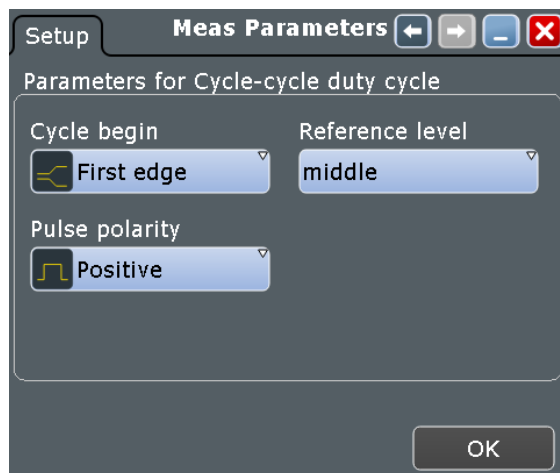 Setup
Meas Parameters
Parameters for Cycle-cycle duty cycle
Cycle begin
Reference level
First edge
middle
Pulse polarity
Positive
OK